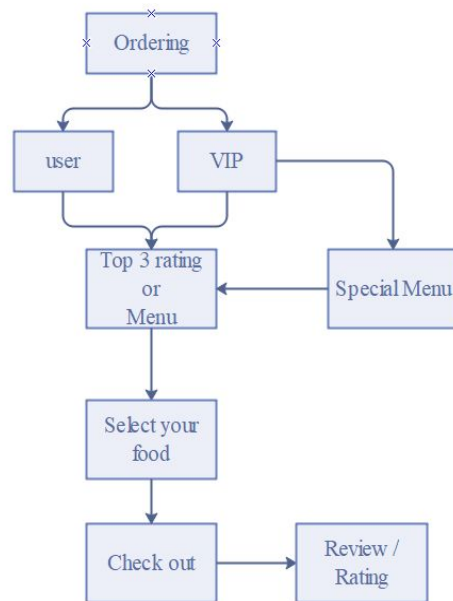 Ordering
user
VIP
Top 3 rating
or
Menu
Special Menu
Select your
food
Check out
Review /
Rating